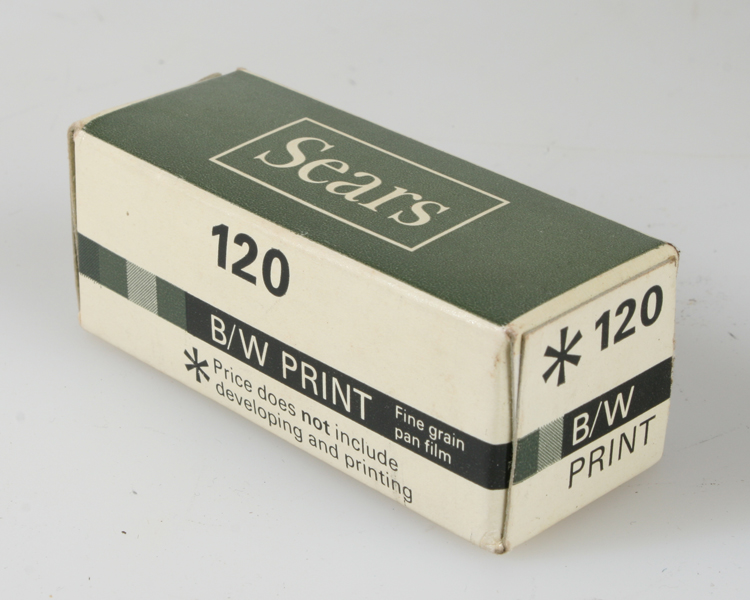 Sears
120
B/W PRINT
Fine grain
pan film
* Price does not include
developing and printing
* 120
B/W
PRINT